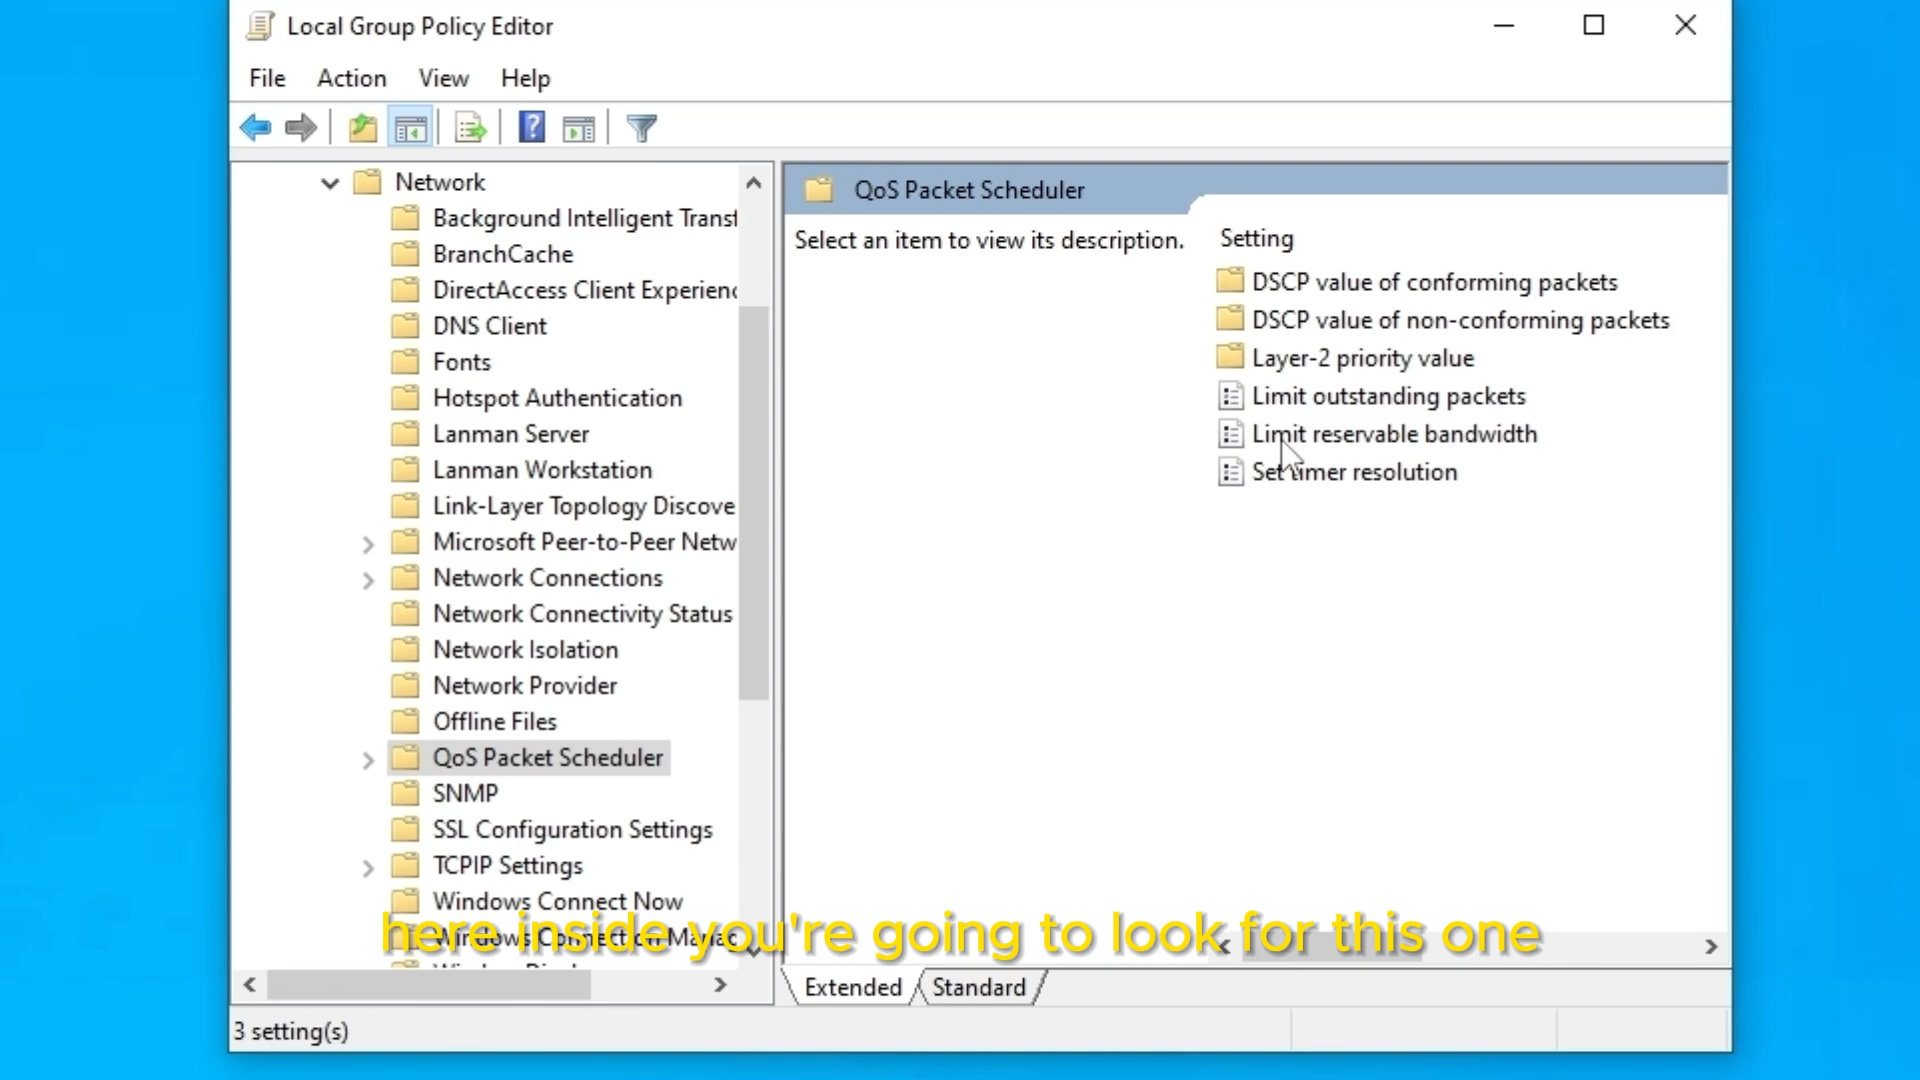 Local Group Policy Editor
File Action View Help
Network
Background Intelligent Transf
BranchCache
DirectAccess Client Experienc
DNS Client
Fonts
Hotspot Authentication
Lanman Server
Lanman Workstation
Link-Layer Topology Discove
Microsoft Peer-to-Peer Netw
Network Connections
Network Connectivity Status
Network Isolation
Network Provider
Offline Files
QoS Packet Scheduler
SNMP
SSL Configuration Settings
TCPIP Settings
Windows Connect Now
Windows Connection Manac
QoS Packet Scheduler
Select an item to view its description.
Setting
DSCP value of conforming packets
DSCP value of non-conforming packets
Layer-2 priority value
Limit outstanding packets
Limit reservable bandwidth
Set timer resolution
here inside you're going to look for this one
Extended Standard
3 setting(s)